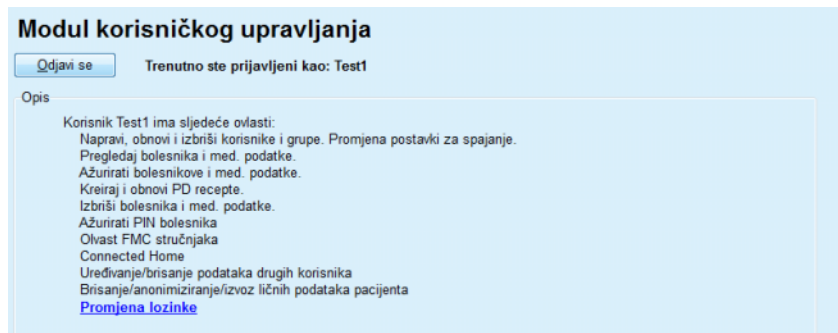 Modul korisničkog upravljanja
Odjavi se Trenutno ste prijavljeni kao: Test1
Opis
Korisnik Test1 ima sljedeće ovlasti:
Napravi, obnovi i izbriši korisnike i grupe. Promjena postavki za spajanje.
Pregledaj bolesnika i med. podatke.
Ažurirati bolesnikove i med. podatke.
Kreiraj i obnovi PD recepte.
Izbriši bolesnika i med. podatke.
Ažurirati PIN bolesnika
Olvast FMC stručnjaka
Connected Home
Uređivanje/brisanje podataka drugih korisnika
Brisanje/anonimiziranje/izvoz ličnih podataka pacijenta
Promjena lozinke